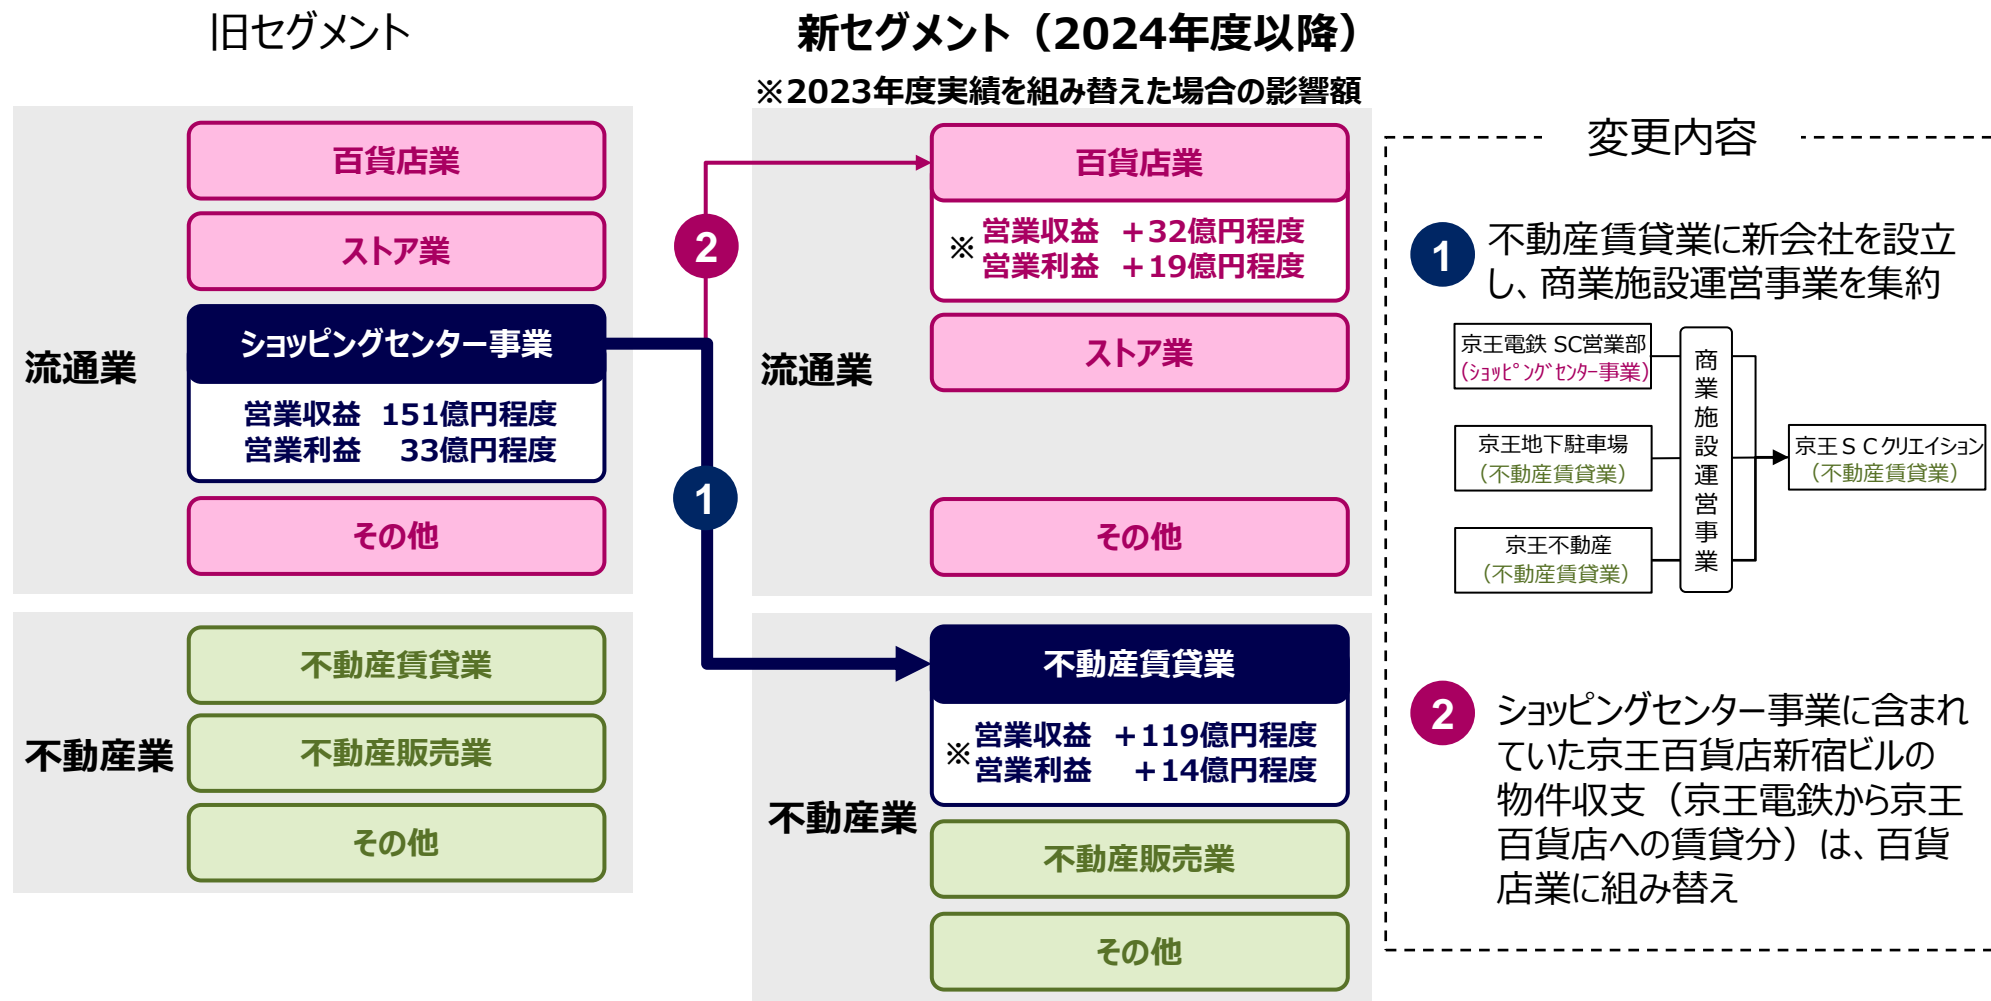 旧セグメント
流通業
百貨店業
ストア業
ショッピングセンター事業
営業収益 151億円程度
営業利益 33億円程度
その他
不動産業
不動産賃貸業
不動産販売業
その他
2
1
新セグメント（2024年度以降）
※2023年度実績を組み替えた場合の影響額
流通業
百貨店業
※
営業収益 +32億円程度
営業利益 +19億円程度
ストア業
その他
不動産業
不動産賃貸業
※
営業収益 +119億円程度
営業利益 +14億円程度
不動産販売業
その他
変更内容
1
不動産賃貸業に新会社を設立
し、商業施設運営事業を集約
京王電鉄 SC営業部
（ｼｮｯﾋﾟﾝｸﾞｾﾝﾀｰ事業）
京王地下駐車場
（不動産賃貸業）
京王不動産
（不動産賃貸業）
商業施設運営事業
京王ＳＣクリエイション
（不動産賃貸業）
2
ショッピングセンター事業に含まれ
ていた京王百貨店新宿ビルの
物件収支（京王電鉄から京王
百貨店への賃貸分）は、百貨
店業に組み替え